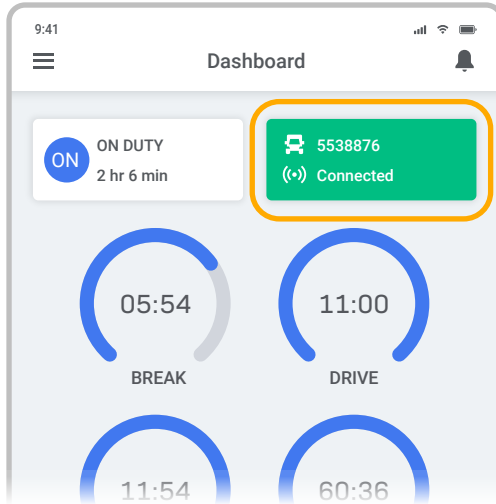 9:41
Dashboard
ON
ON DUTY
2 hr 6 min
5538876
Connected
05:54
11:00
BREAK
DRIVE
11:54
60:36